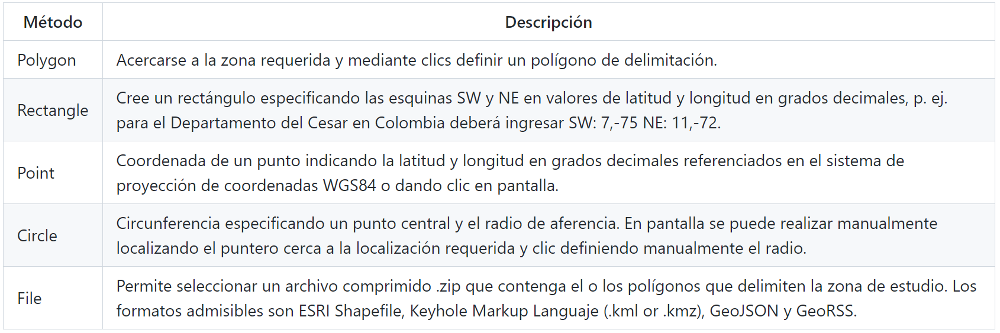 Método Descripción
Polygon Acercarse a la zona requerida y mediante clics definir un polígono de delimitación.
Rectangle Cree un rectángulo especificando las esquinas SW y NE en valores de latitud y longitud en grados decimales, p. ej.
para el Departamento del Cesar en Colombia deberá ingresar SW: 7,-75 NE: 11,-72.
Point Coordenada de un punto indicando la latitud y longitud en grados decimales referenciados en el sistema de
proyección de coordenadas WGS84 o dando clic en pantalla.
Circle Circunferencia especificando un punto central y el radio de aferencia. En pantalla se puede realizar manualmente
localizando el puntero cerca a la localización requerida y clic definiendo manualmente el radio.
File Permite seleccionar un archivo comprimido .zip que contenga el o los polígonos que delimiten la zona de estudio. Los
formatos admisibles son ESRI Shapefile, Keyhole Markup Languaje (.kml or .kmz), GeoJSON y GeoRSS.